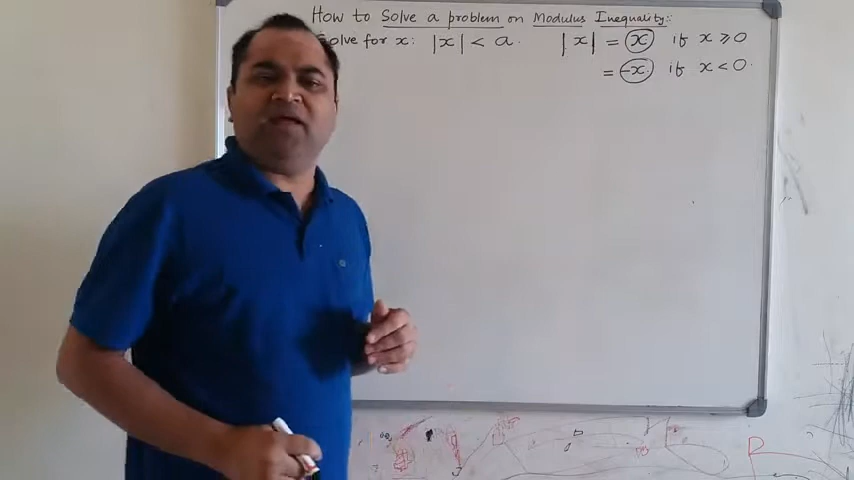 How to Solve a problem on Modulus Inequality:
Solve for x: |x| < a. |x| = x. if x ⩾ 0
= -x. if x < 0.